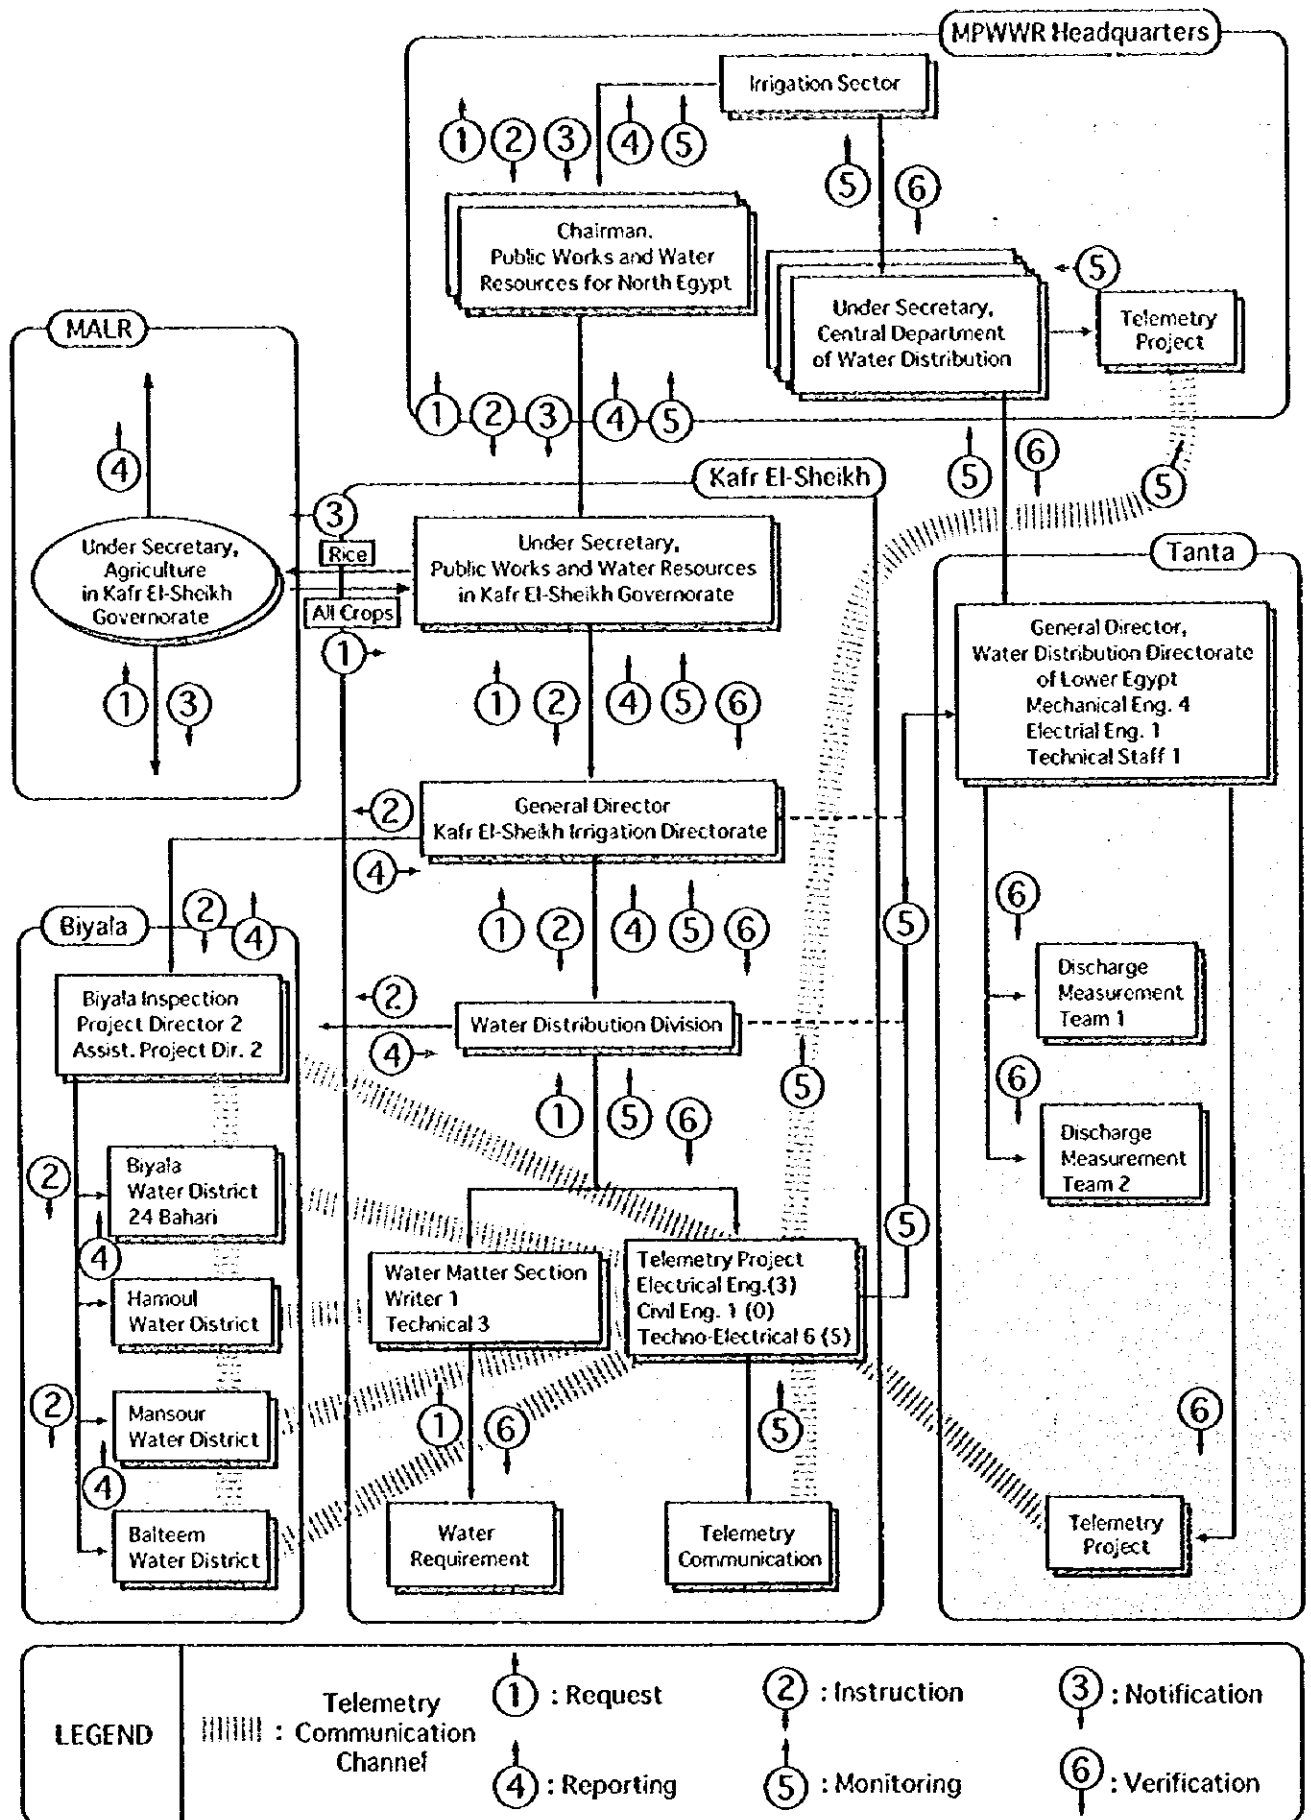 MPWWR Headquarters
Irrigation Sector
1
2
3
4
5
5
6
Chairman,
Public Works and Water
Resources for North Egypt
Under Secretary,
Central Department
of Water Distribution
5
Telemetry
Project
MALR
4
Under Secretary,
Agriculture
in Kafr El-Sheikh
Governorate
1
3
1
2
3
4
5
5
6
5
Kafr El-Sheikh
3
Rice
All Crops
1
Under Secretary,
Public Works and Water Resources
in Kafr El-Sheikh Governorate
1
2
4
5
6
2
General Director
Kafr El-Sheikh Irrigation Directorate
4
1
2
4
5
6
2
Water Distribution Division
4
1
5
6
5
5
5
Water Matter Section
Writer 1
Technical 3
Telemetry Project
Electrical Eng.(3)
Civil Eng. 1 (0)
Techno-Electrical 6 (5)
1
6
5
Water
Requirement
Telemetry
Communication
Biyala
2
4
Biyala Inspection
Project Director 2
Assist. Project Dir. 2
2
Biyala
Water District
24 Bahari
4
Hamoul
Water District
2
Mansour
Water District
4
Balteem
Water District
Tanta
General Director,
Water Distribution Directorate
of Lower Egypt
Mechanical Eng. 4
Electrial Eng. 1
Technical Staff 1
6
Discharge
Measurement
Team 1
6
Discharge
Measurement
Team 2
6
Telemetry
Project
LEGEND
: Telemetry
Communication
Channel
1 : Request
2 : Instruction
3 : Notification
4 : Reporting
5 : Monitoring
6 : Verification